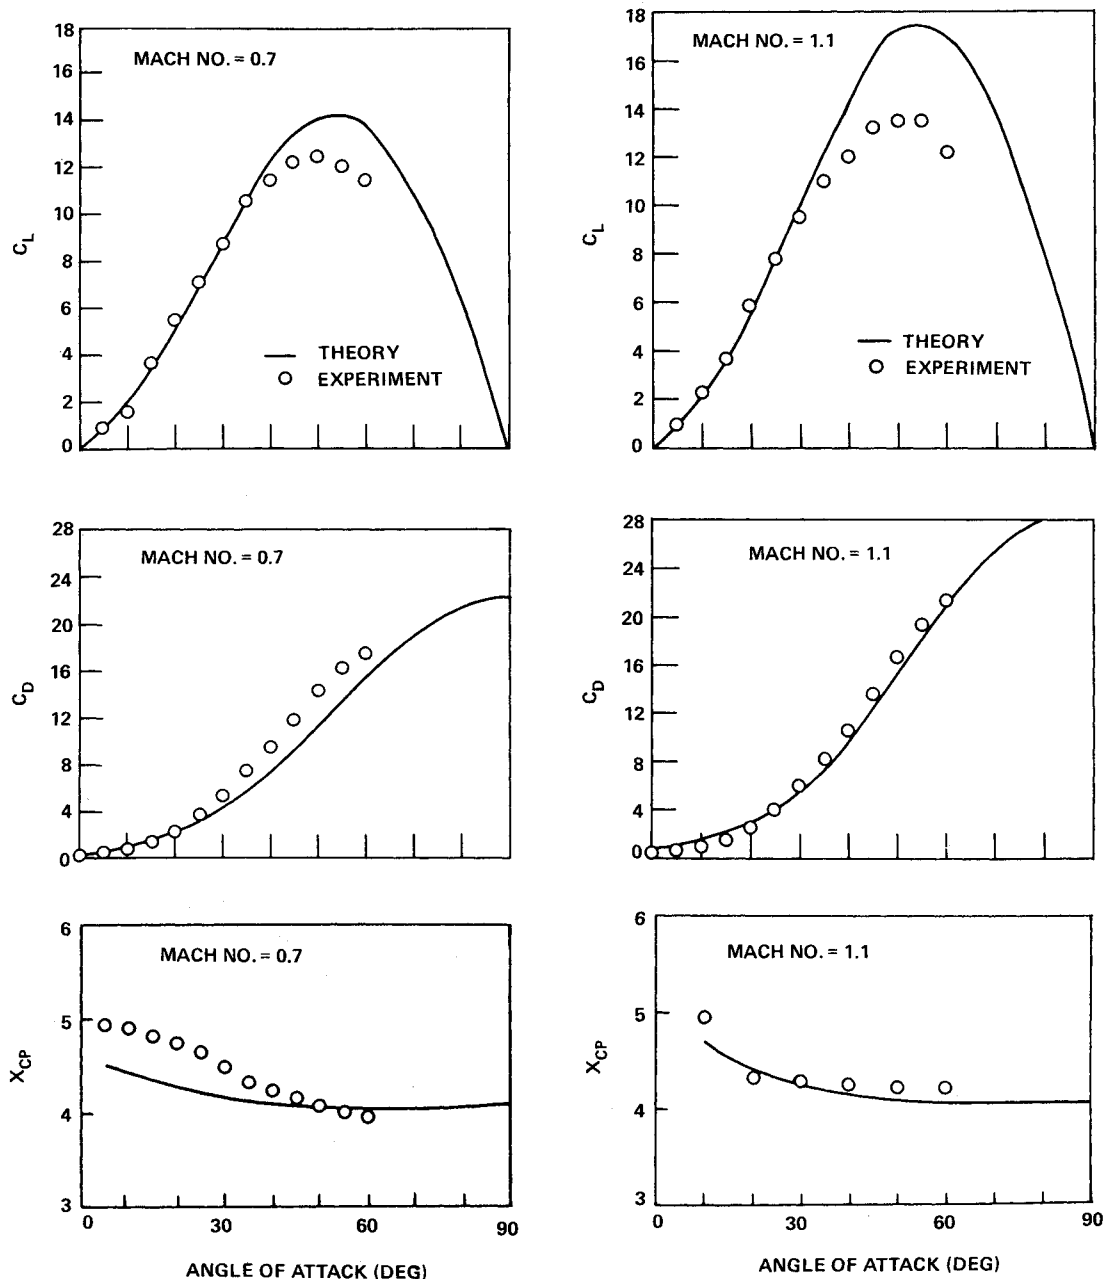 18
16
14
12
10
8
6
4
2
0
C_L
MACH NO. = 0.7
THEORY
EXPERIMENT
18
16
14
12
10
8
6
4
2
0
C_L
MACH NO. = 1.1
THEORY
EXPERIMENT
28
24
20
16
12
8
4
0
C_D
MACH NO. = 0.7
28
24
20
16
12
8
4
0
C_D
MACH NO. = 1.1
6
5
4
3
X_CP
MACH NO. = 0.7
0 30 60 90
ANGLE OF ATTACK (DEG)
6
5
4
3
X_CP
MACH NO. = 1.1
0 30 60 90
ANGLE OF ATTACK (DEG)